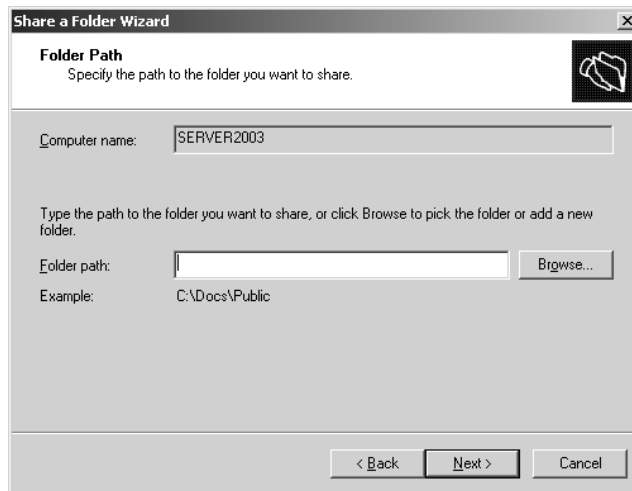 Share a Folder Wizard
Folder Path
Specify the path to the folder you want to share.
Computer name: SERVER2003
Type the path to the folder you want to share, or click Browse to pick the folder or add a new
folder.
Folder path: Browse...
Example: C:\Docs\Public
< Back Next > Cancel